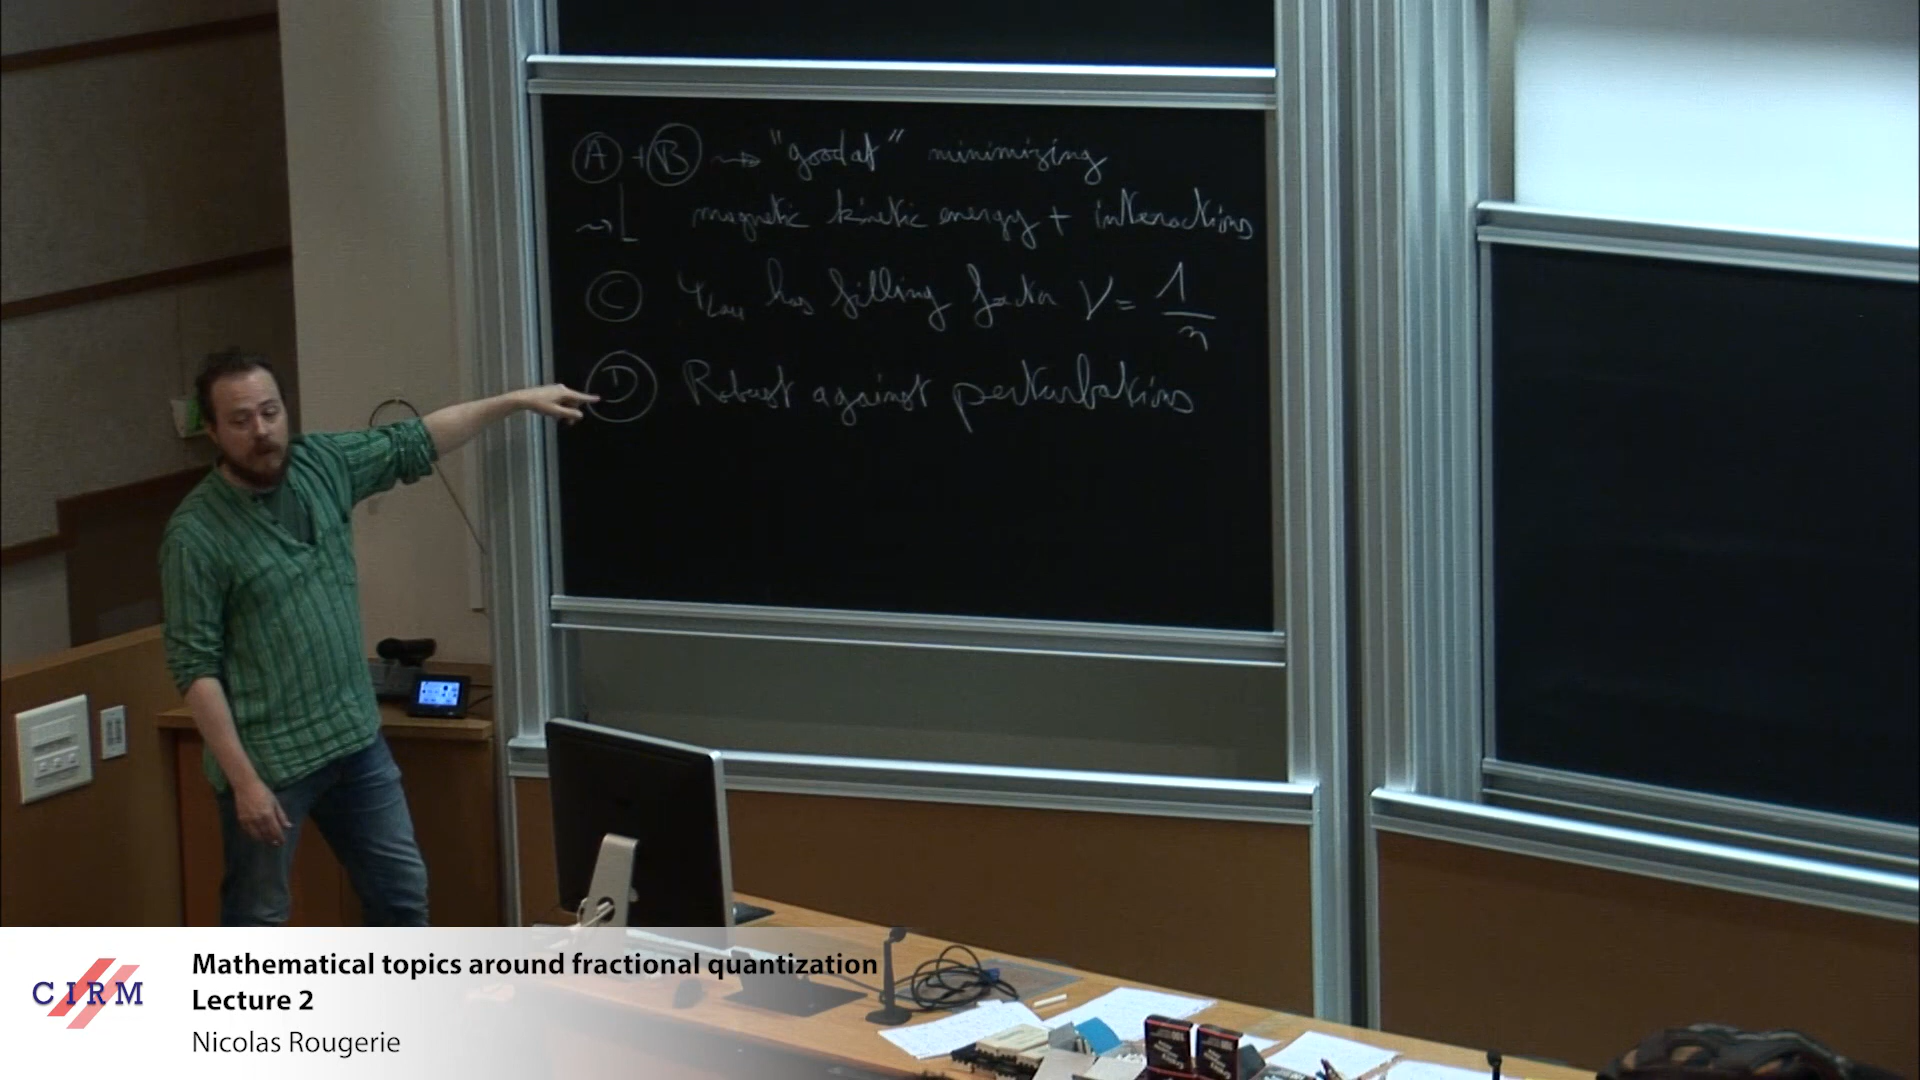 Ⓐ + Ⓑ ⇝ "good at" minimizing
⇝ L magnetic kinetic energy + interactions
Ⓒ Ψ_Lau has filling factor ν = 1/n
Ⓓ Robust against perturbations
CIRM
Mathematical topics around fractional quantization
Lecture 2
Nicolas Rougerie